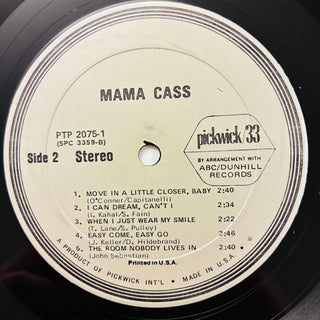 MAMA CASS
PTP 2075-1
(SPC 3359-B)
Side 2 Stereo
pickwick/33
BY ARRANGEMENT WITH
ABC/DUNHILL
RECORDS
1. MOVE IN A LITTLE CLOSER, BABY 2:40
(O'Conner/Capitanelli)
2. I CAN DREAM, CAN'T I 2:34
(I. Kahal/S. Fain)
3. WHEN I JUST WEAR MY SMILE 2:22
(T. Lane/S. Pulley)
4. EASY COME, EASY GO 2:46
(J. Keller/D. Hildebrand)
5. THE ROOM NOBODY LIVES IN 2:40
(John Sebastian)
Printed in U.S.A.
A PRODUCT OF PICKWICK INT'L • MADE IN U.S.A.